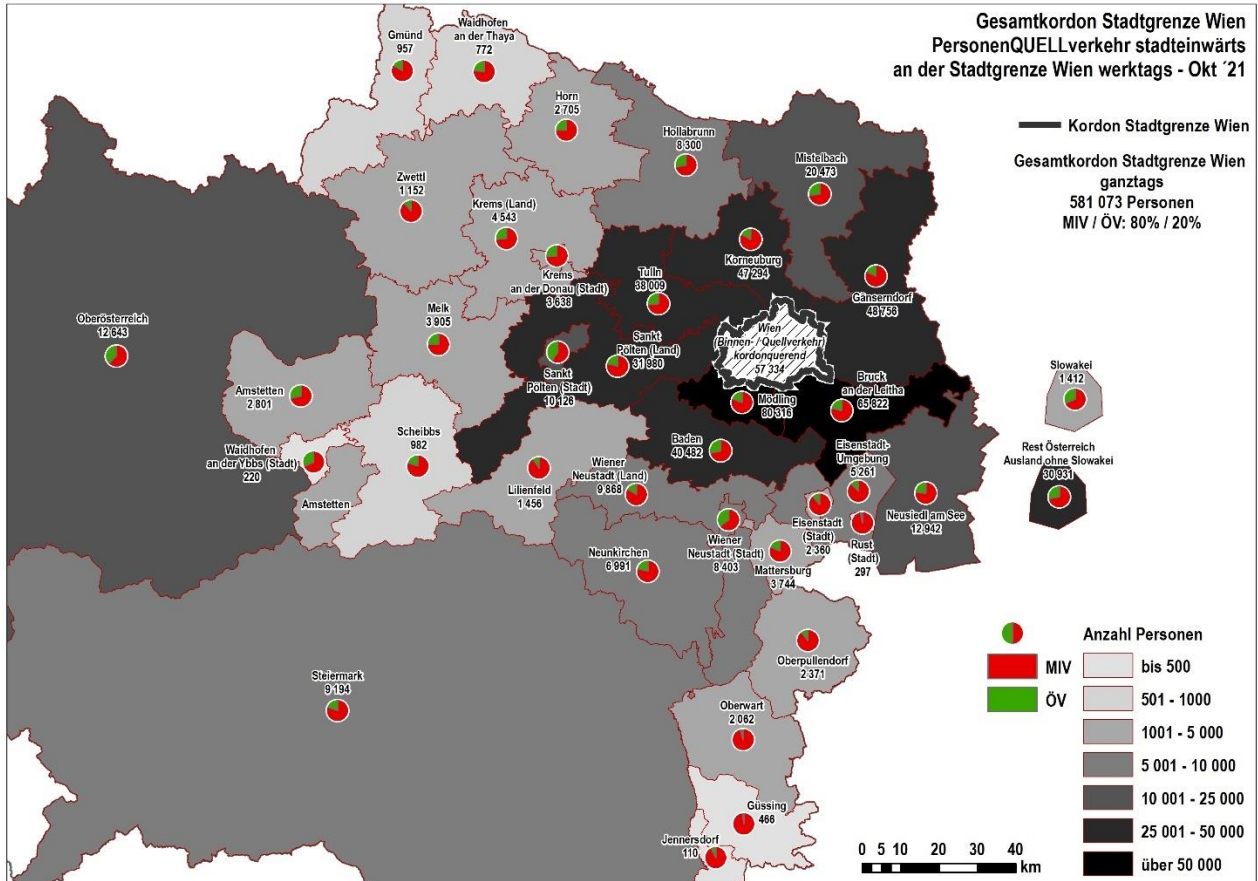 Gesamtkordon Stadtgrenze Wien
PersonenQUELLverkehr stadteinwärts
an der Stadtgrenze Wien werktags - Okt ´21
Kordon Stadtgrenze Wien
Gesamtkordon Stadtgrenze Wien
ganztags
581 073 Personen
MIV / ÖV: 80% / 20%
Gmünd
957
Waidhofen
an der Thaya
772
Horn
2 705
Hollabrunn
8 300
Mistelbach
20 473
Zwettl
1 152
Krems (Land)
4 543
Krems
an der Donau (Stadt)
3 638
Korneuburg
47 294
Tulln
38 009
Gänserndorf
48 756
Oberösterreich
12 643
Melk
3 905
Sankt
Pölten (Land)
31 980
Sankt
Pölten (Stadt)
10 126
Wien
(Binnen- / Quellverkehr)
kordonquerend
57 334
Mödling
80 316
Bruck
an der Leitha
65 822
Slowakei
1 412
Amstetten
2 801
Waidhofen
an der Ybbs (Stadt)
220
Amstetten
Scheibbs
982
Lilienfeld
1 456
Baden
40 482
Wiener
Neustadt (Land)
9 868
Eisenstadt-
Umgebung
5 261
Rest Österreich
Ausland ohne Slowakei
30 931
Neusiedl am See
12 942
Eisenstadt
(Stadt)
2 360
Rust
(Stadt)
297
Wiener
Neustadt (Stadt)
8 403
Mattersburg
3 744
Neunkirchen
6 991
Oberpullendorf
2 371
Steiermark
9 194
Oberwart
2 062
Güssing
466
Jennersdorf
110
Anzahl Personen
MIV
ÖV
bis 500
501 - 1000
1001 - 5 000
5 001 - 10 000
10 001 - 25 000
25 001 - 50 000
über 50 000
0 5 10 20 30 40
km